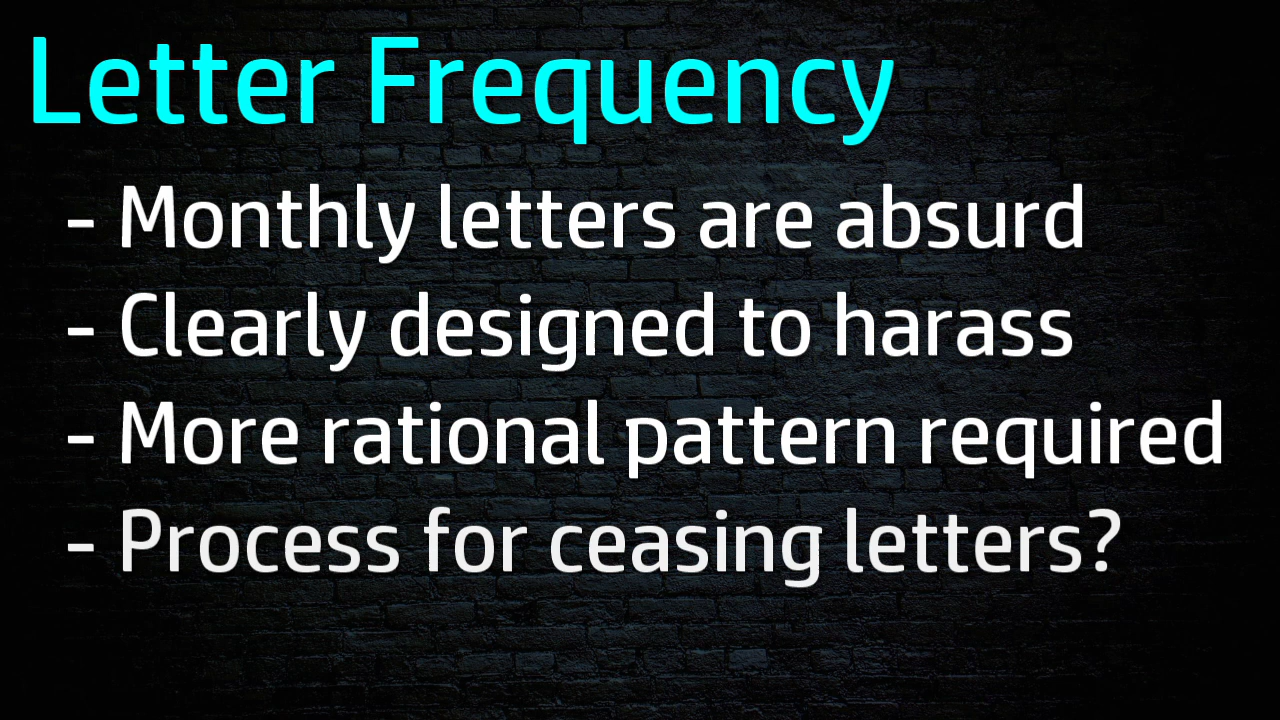 Letter Frequency
- Monthly letters are absurd
- Clearly designed to harass
- More rational pattern required
- Process for ceasing letters?